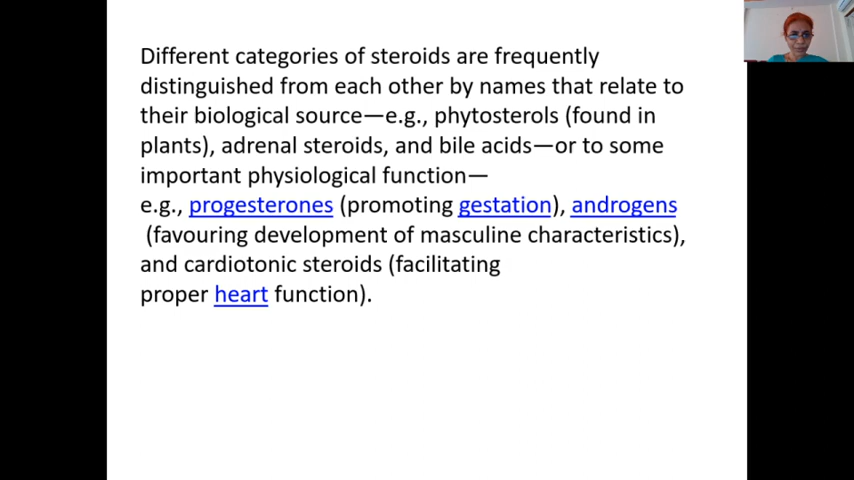 Different categories of steroids are frequently
distinguished from each other by names that relate to
their biological source—e.g., phytosterols (found in
plants), adrenal steroids, and bile acids—or to some
important physiological function—
e.g., progesterones (promoting gestation), androgens
(favouring development of masculine characteristics),
and cardiotonic steroids (facilitating
proper heart function).